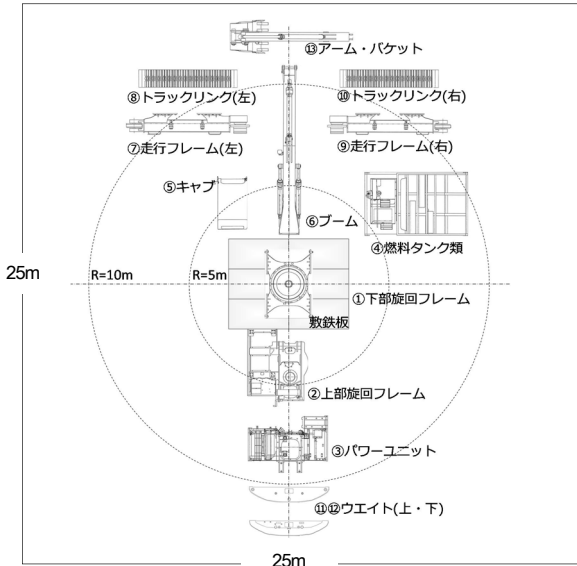 ⑬アーム・バケット
⑧トラックリンク(左)
⑩トラックリンク(右)
⑦走行フレーム(左)
⑨走行フレーム(右)
⑤キャブ
⑥ブーム
④燃料タンク類
25m
R=10m
R=5m
①下部旋回フレーム
敷鉄板
②上部旋回フレーム
③パワーユニット
⑪⑫ウエイト(上・下)
25m